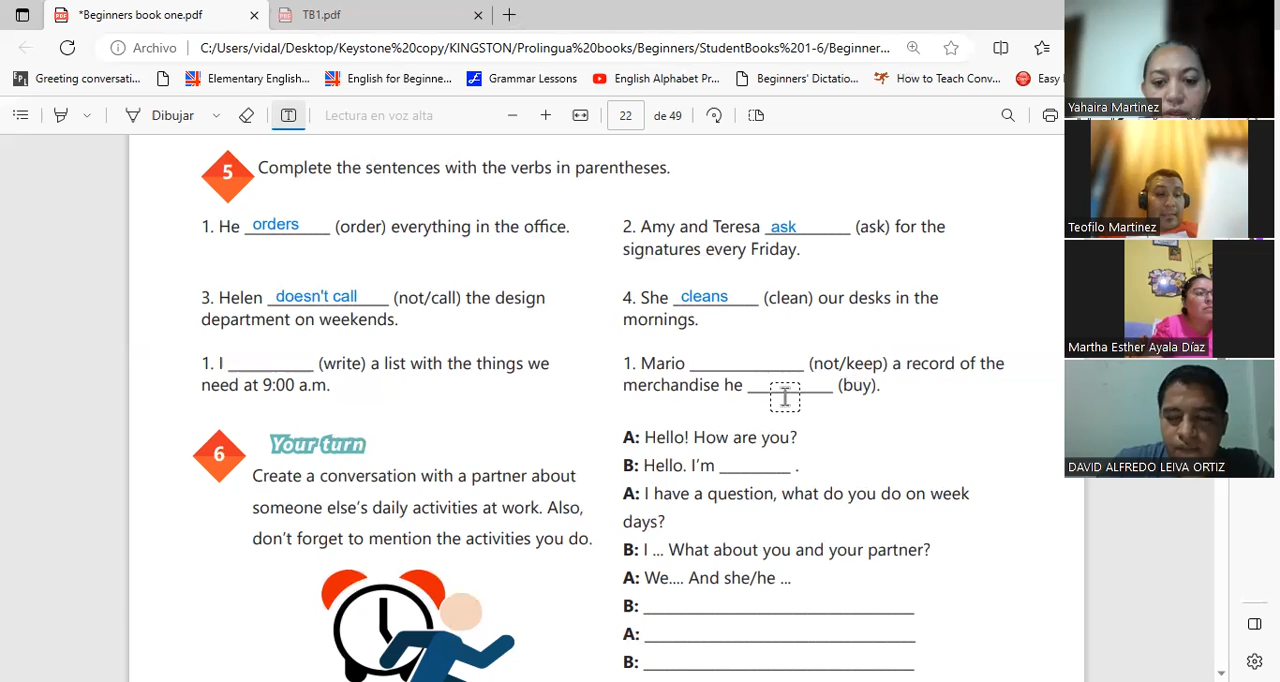 *Beginners book one.pdf
TB1.pdf
Archivo
C:/Users/vidal/Desktop/Keystone%20copy/KINGSTON/Prolingua%20books/Beginners/StudentBooks%201-6/Beginner...
Greeting conversati...
Elementary English...
English for Beginne...
Grammar Lessons
English Alphabet Pr...
Beginners' Dictatio...
How to Teach Conv...
Easy
Dibujar
Lectura en voz alta
22
de 49
5
Complete the sentences with the verbs in parentheses.
1. He orders (order) everything in the office.
2. Amy and Teresa ask (ask) for the
signatures every Friday.
3. Helen doesn't call (not/call) the design
department on weekends.
4. She cleans (clean) our desks in the
mornings.
1. I __________ (write) a list with the things we
need at 9:00 a.m.
1. Mario _____________ (not/keep) a record of the
merchandise he __________ (buy).
6
Your turn
Create a conversation with a partner about
someone else's daily activities at work. Also,
don't forget to mention the activities you do.
A: Hello! How are you?
B: Hello. I'm ________ .
A: I have a question, what do you do on week
days?
B: I ... What about you and your partner?
A: We.... And she/he ...
B: ________________________________
A: ________________________________
B: ________________________________
Yahaira Martinez
Teofilo Martinez
Martha Esther Ayala Díaz
DAVID ALFREDO LEIVA ORTIZ